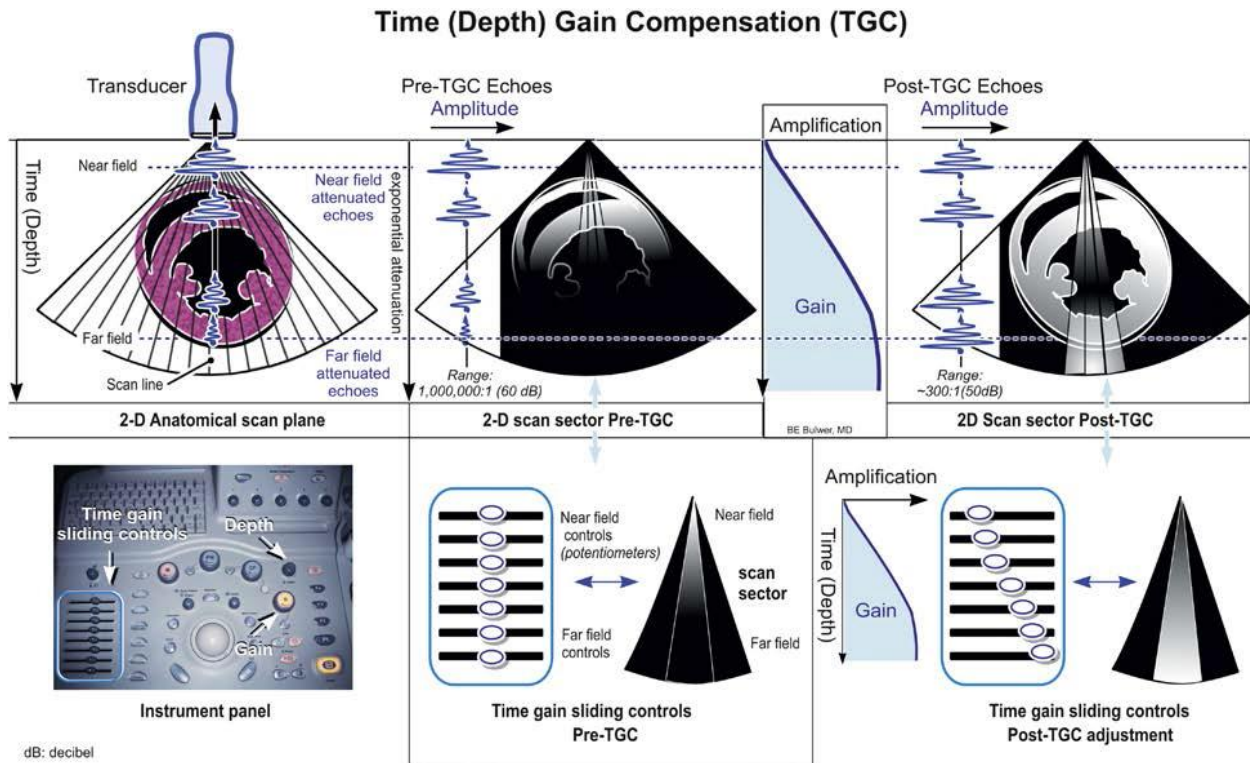 Time (Depth) Gain Compensation (TGC)
Transducer
Pre-TGC Echoes
Amplitude
Post-TGC Echoes
Amplitude
Amplification
Time (Depth)
Near field
Near field
attenuated
echoes
exponential attenuation
Gain
Far field
Far field
attenuated
echoes
Scan line
Range:
1,000,000:1 (60 dB)
Range:
~300:1(50dB)
2-D Anatomical scan plane
2-D scan sector Pre-TGC
BE Bulwer, MD
2D Scan sector Post-TGC
Time gain
sliding controls
Depth
Gain
Instrument panel
Near field
controls
(potentiometers)
Far field
controls
Near field
scan
sector
Far field
Time gain sliding controls
Pre-TGC
Amplification
Time (Depth)
Gain
Time gain sliding controls
Post-TGC adjustment
dB: decibel